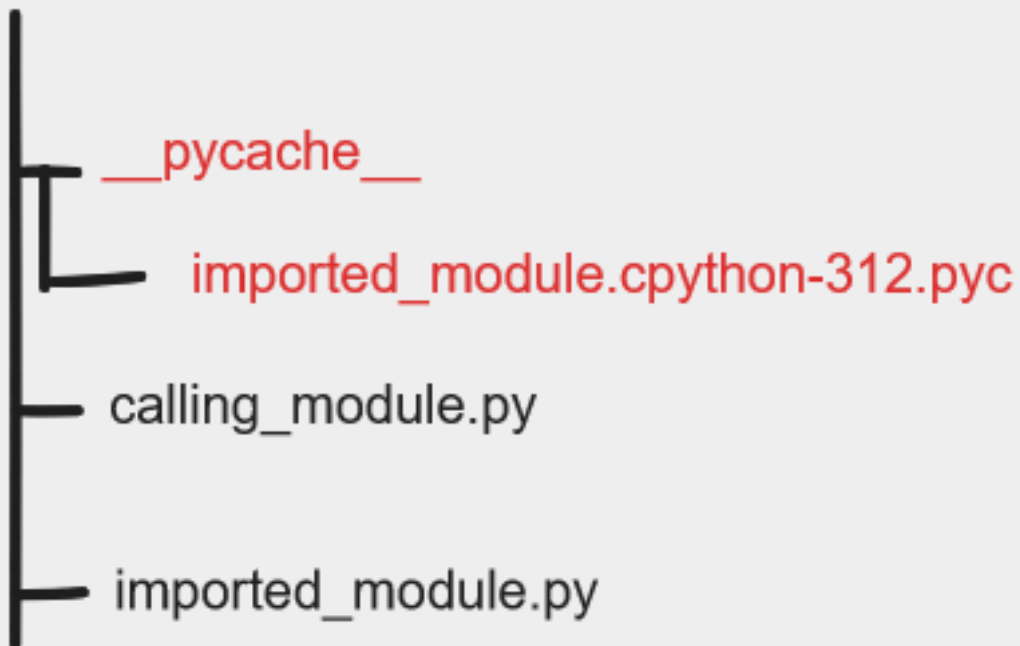 __pycache__
imported_module.cpython-312.pyc
calling_module.py
imported_module.py